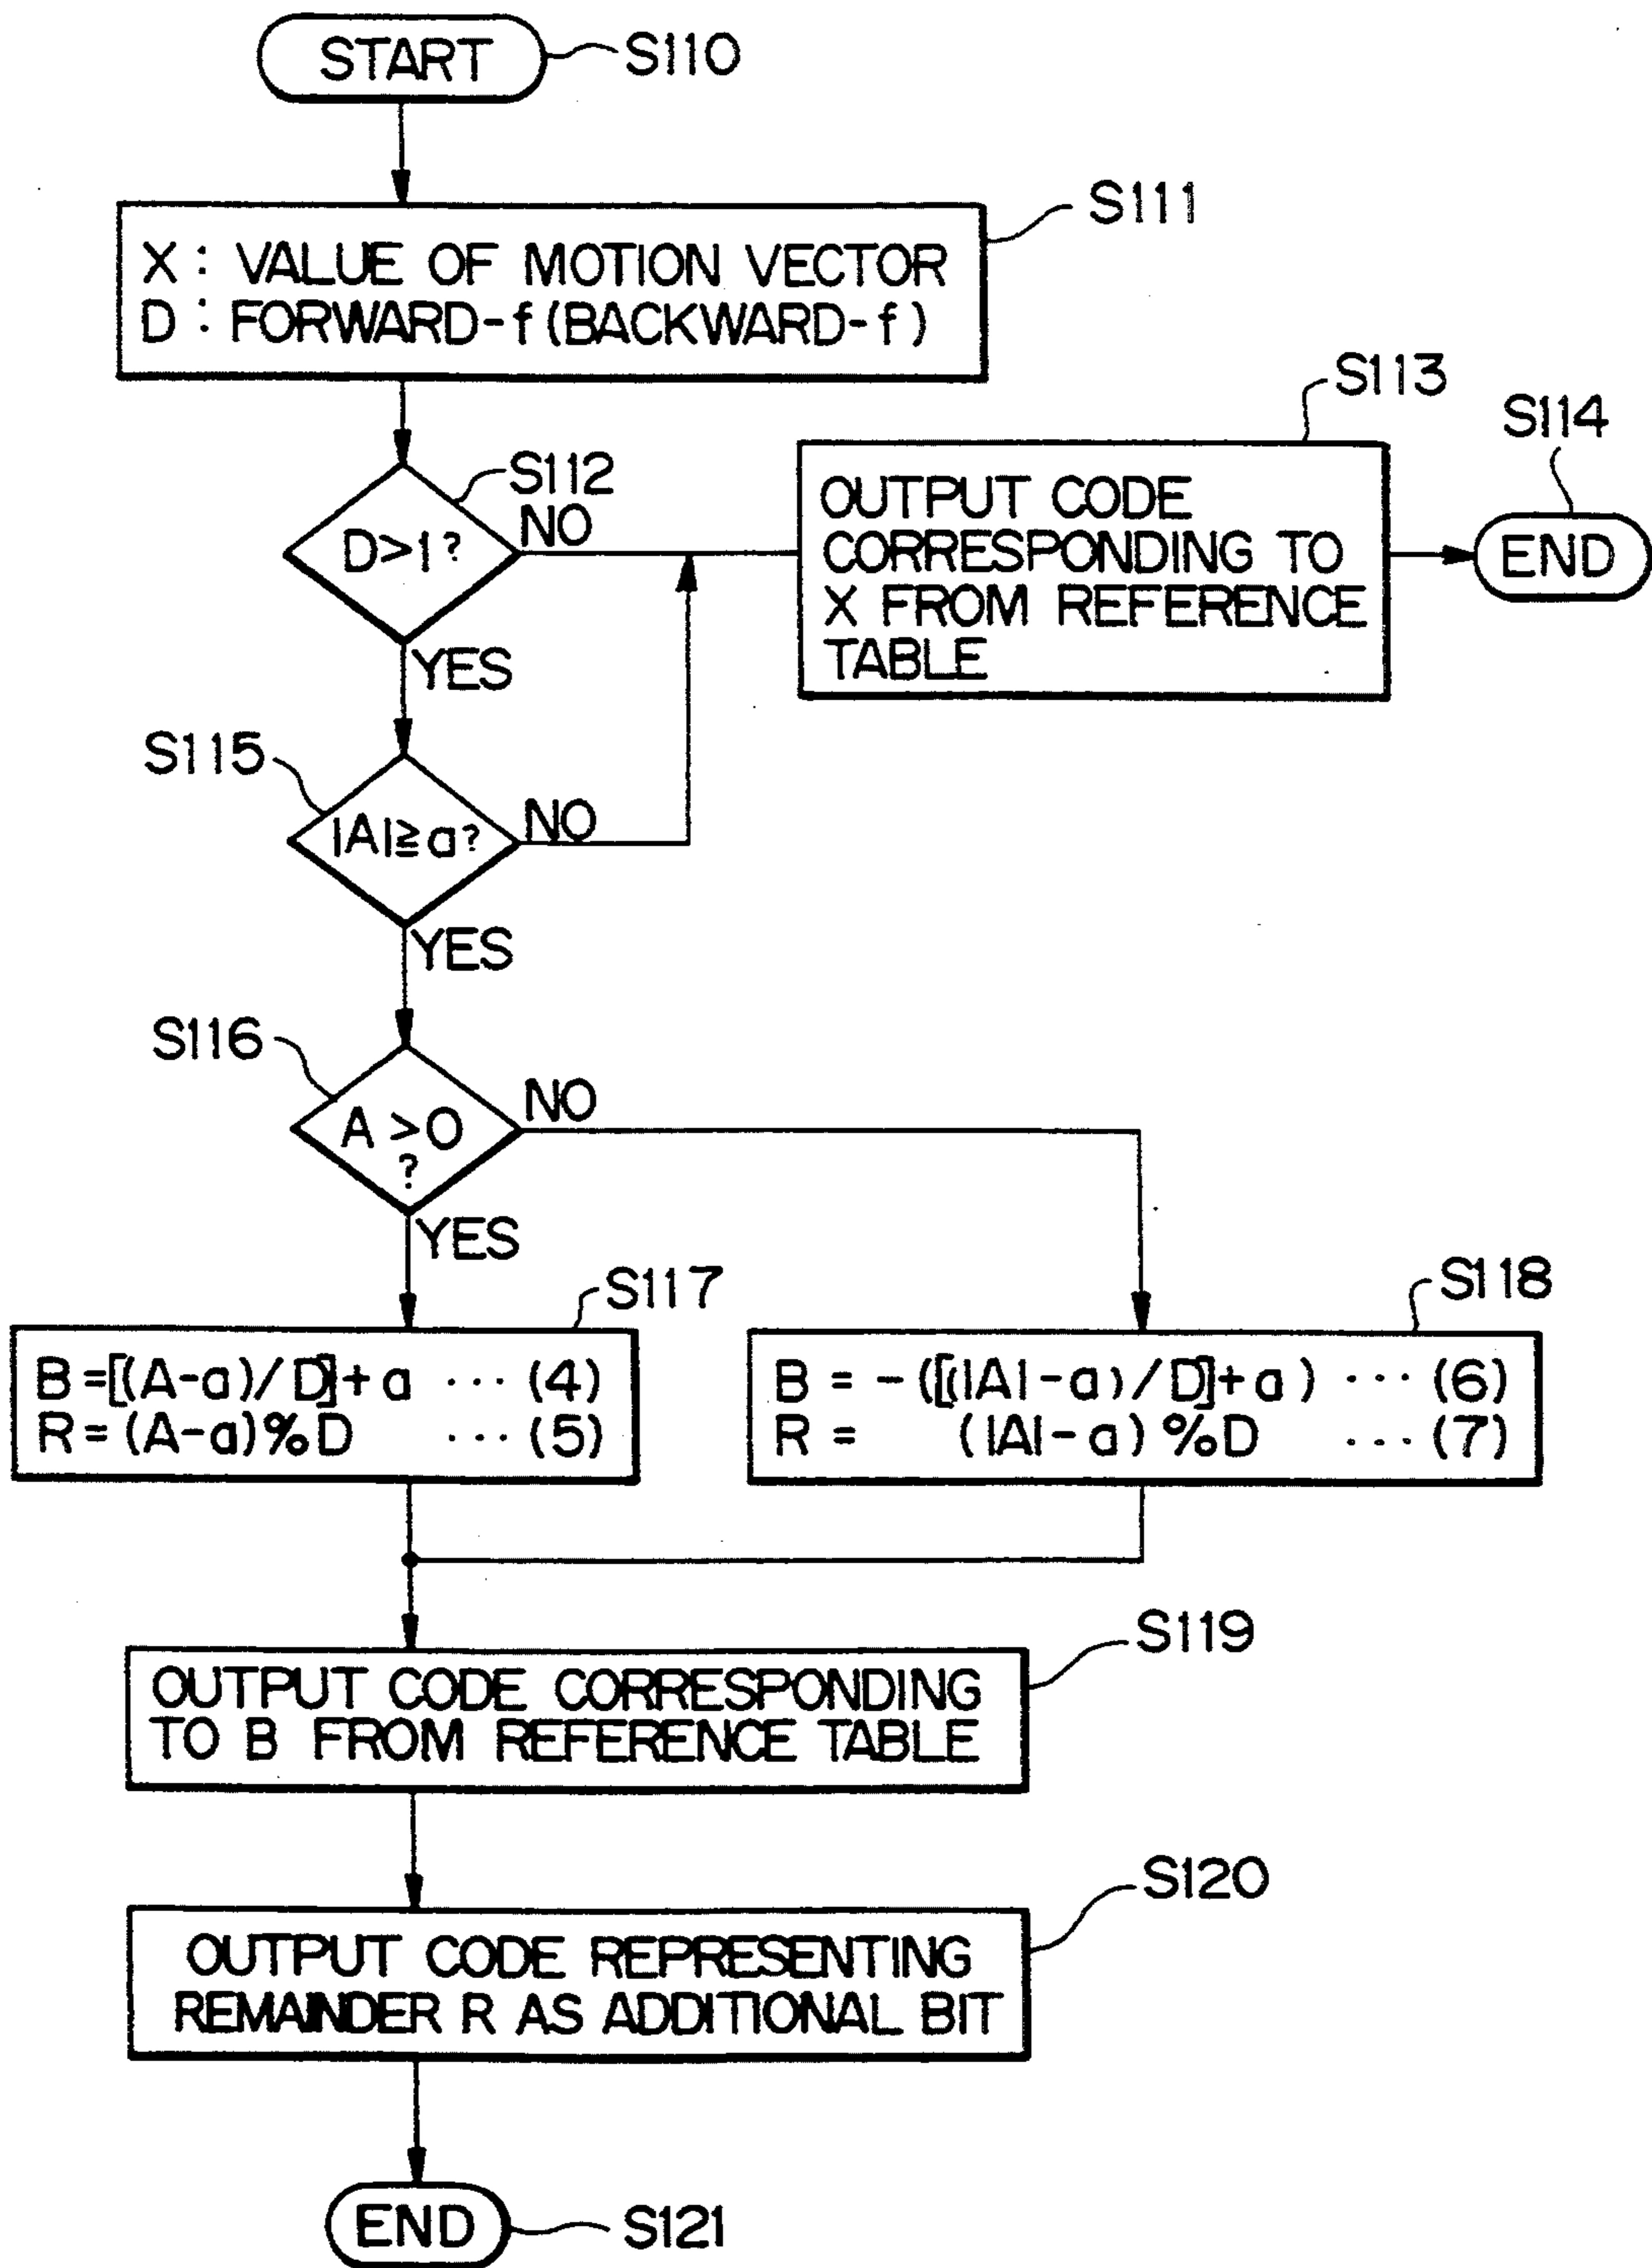 START
S110
S111
X : VALUE OF MOTION VECTOR
D : FORWARD-f (BACKWARD-f)
S112
D>1?
NO
YES
S113
OUTPUT CODE
CORRESPONDING TO
X FROM REFERENCE
TABLE
S114
END
S115
|A|≧a?
NO
YES
S116
A >0
?
NO
YES
S117
B=[(A-a)/D]+a ... (4)
R=(A-a)%D ... (5)
S118
B = -([(|A|-a)/D]+a) ... (6)
R = (|A|-a) %D ... (7)
S119
OUTPUT CODE CORRESPONDING
TO B FROM REFERENCE TABLE
S120
OUTPUT CODE REPRESENTING
REMAINDER R AS ADDITIONAL BIT
END
S121